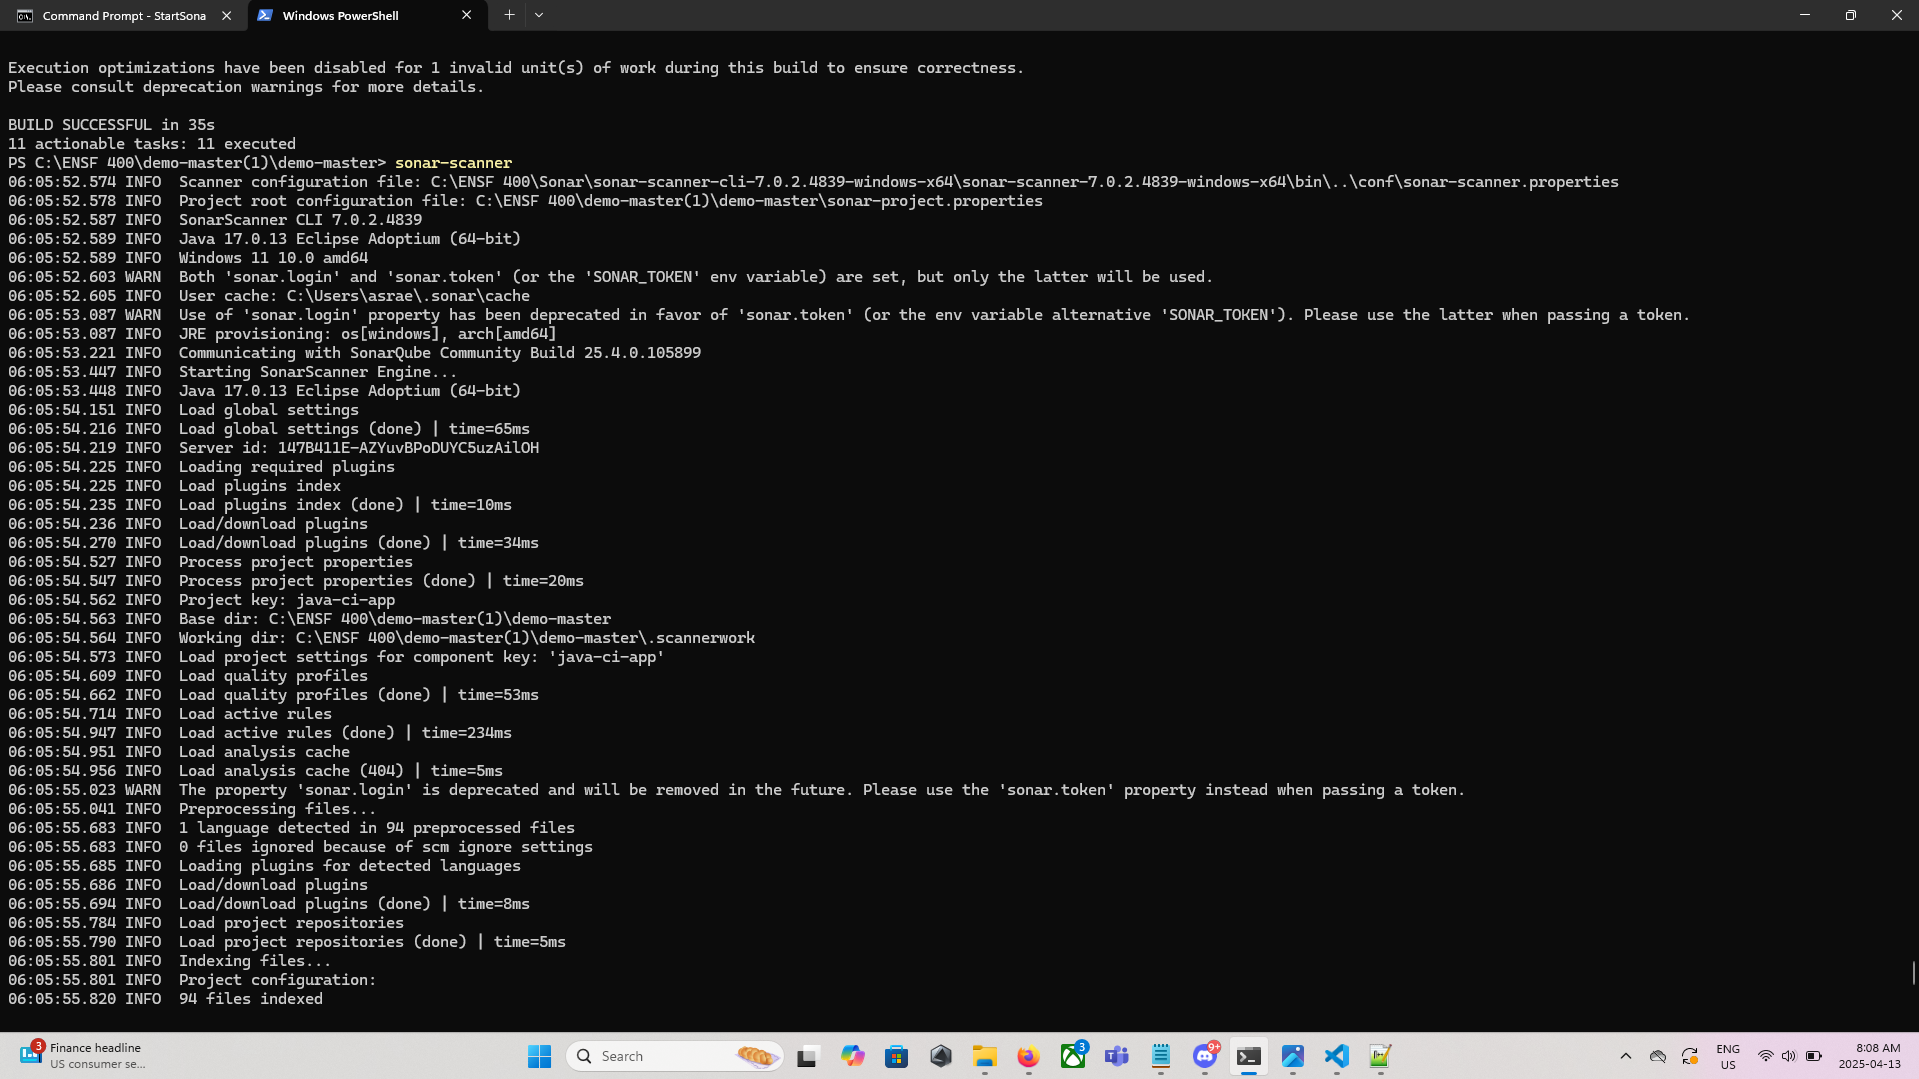 Command Prompt - StartSona
Windows PowerShell
Execution optimizations have been disabled for 1 invalid unit(s) of work during this build to ensure correctness.
Please consult deprecation warnings for more details.
BUILD SUCCESSFUL in 35s
11 actionable tasks: 11 executed
PS C:\ENSF 400\demo-master(1)\demo-master> sonar-scanner
06:05:52.574 INFO  Scanner configuration file: C:\ENSF 400\Sonar\sonar-scanner-cli-7.0.2.4839-windows-x64\sonar-scanner-7.0.2.4839-windows-x64\bin\..\conf\sonar-scanner.properties
06:05:52.578 INFO  Project root configuration file: C:\ENSF 400\demo-master(1)\demo-master\sonar-project.properties
06:05:52.587 INFO  SonarScanner CLI 7.0.2.4839
06:05:52.589 INFO  Java 17.0.13 Eclipse Adoptium (64-bit)
06:05:52.589 INFO  Windows 11 10.0 amd64
06:05:52.603 WARN  Both 'sonar.login' and 'sonar.token' (or the 'SONAR_TOKEN' env variable) are set, but only the latter will be used.
06:05:52.605 INFO  User cache: C:\Users\asrae\.sonar\cache
06:05:53.087 WARN  Use of 'sonar.login' property has been deprecated in favor of 'sonar.token' (or the env variable alternative 'SONAR_TOKEN'). Please use the latter when passing a token.
06:05:53.087 INFO  JRE provisioning: os[windows], arch[amd64]
06:05:53.221 INFO  Communicating with SonarQube Community Build 25.4.0.105899
06:05:53.447 INFO  Starting SonarScanner Engine...
06:05:53.448 INFO  Java 17.0.13 Eclipse Adoptium (64-bit)
06:05:54.151 INFO  Load global settings
06:05:54.216 INFO  Load global settings (done) | time=65ms
06:05:54.219 INFO  Server id: 147B411E-AZYuvBPoDUYC5uzAilOH
06:05:54.225 INFO  Loading required plugins
06:05:54.225 INFO  Load plugins index
06:05:54.235 INFO  Load plugins index (done) | time=10ms
06:05:54.236 INFO  Load/download plugins
06:05:54.270 INFO  Load/download plugins (done) | time=34ms
06:05:54.527 INFO  Process project properties
06:05:54.547 INFO  Process project properties (done) | time=20ms
06:05:54.562 INFO  Project key: java-ci-app
06:05:54.563 INFO  Base dir: C:\ENSF 400\demo-master(1)\demo-master
06:05:54.564 INFO  Working dir: C:\ENSF 400\demo-master(1)\demo-master\.scannerwork
06:05:54.573 INFO  Load project settings for component key: 'java-ci-app'
06:05:54.609 INFO  Load quality profiles
06:05:54.662 INFO  Load quality profiles (done) | time=53ms
06:05:54.714 INFO  Load active rules
06:05:54.947 INFO  Load active rules (done) | time=234ms
06:05:54.951 INFO  Load analysis cache
06:05:54.956 INFO  Load analysis cache (404) | time=5ms
06:05:55.023 WARN  The property 'sonar.login' is deprecated and will be removed in the future. Please use the 'sonar.token' property instead when passing a token.
06:05:55.041 INFO  Preprocessing files...
06:05:55.683 INFO  1 language detected in 94 preprocessed files
06:05:55.683 INFO  0 files ignored because of scm ignore settings
06:05:55.685 INFO  Loading plugins for detected languages
06:05:55.686 INFO  Load/download plugins
06:05:55.694 INFO  Load/download plugins (done) | time=8ms
06:05:55.784 INFO  Load project repositories
06:05:55.790 INFO  Load project repositories (done) | time=5ms
06:05:55.801 INFO  Indexing files...
06:05:55.801 INFO  Project configuration:
06:05:55.820 INFO  94 files indexed
3
Finance headline
US consumer se...
Search
3
9+
ENG
US
8:08 AM
2025-04-13